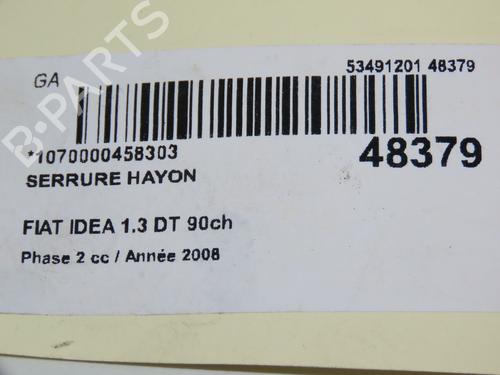 GA
53491201 48379
*1070000458303
48379
SERRURE HAYON
FIAT IDEA 1.3 DT 90ch
Phase 2 cc / Année 2008
B-PARTS